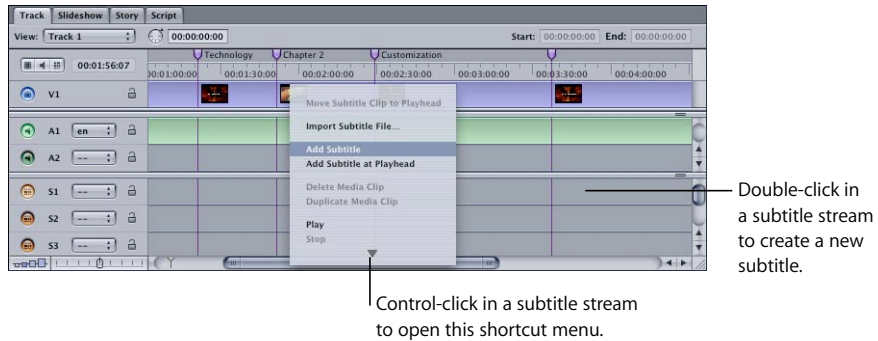 Track Slideshow Story Script
View: Track 1 00:00:00:00 Start: 00:00:00:00 End: 00:00:00:00
Technology Chapter 2 Customization
00:01:56:07 00:01:00:00 00:01:30:00 00:02:00:00 00:02:30:00 00:03:00:00 00:03:30:00 00:04:00:00
V1
Move Subtitle Clip to Playhead
Import Subtitle File...
A1 en
Add Subtitle
A2 --
Add Subtitle at Playhead
Delete Media Clip
S1 --
Duplicate Media Clip
S2 --
Play
S3 --
Stop
Double-click in
a subtitle stream
to create a new
subtitle.
Control-click in a subtitle stream
to open this shortcut menu.